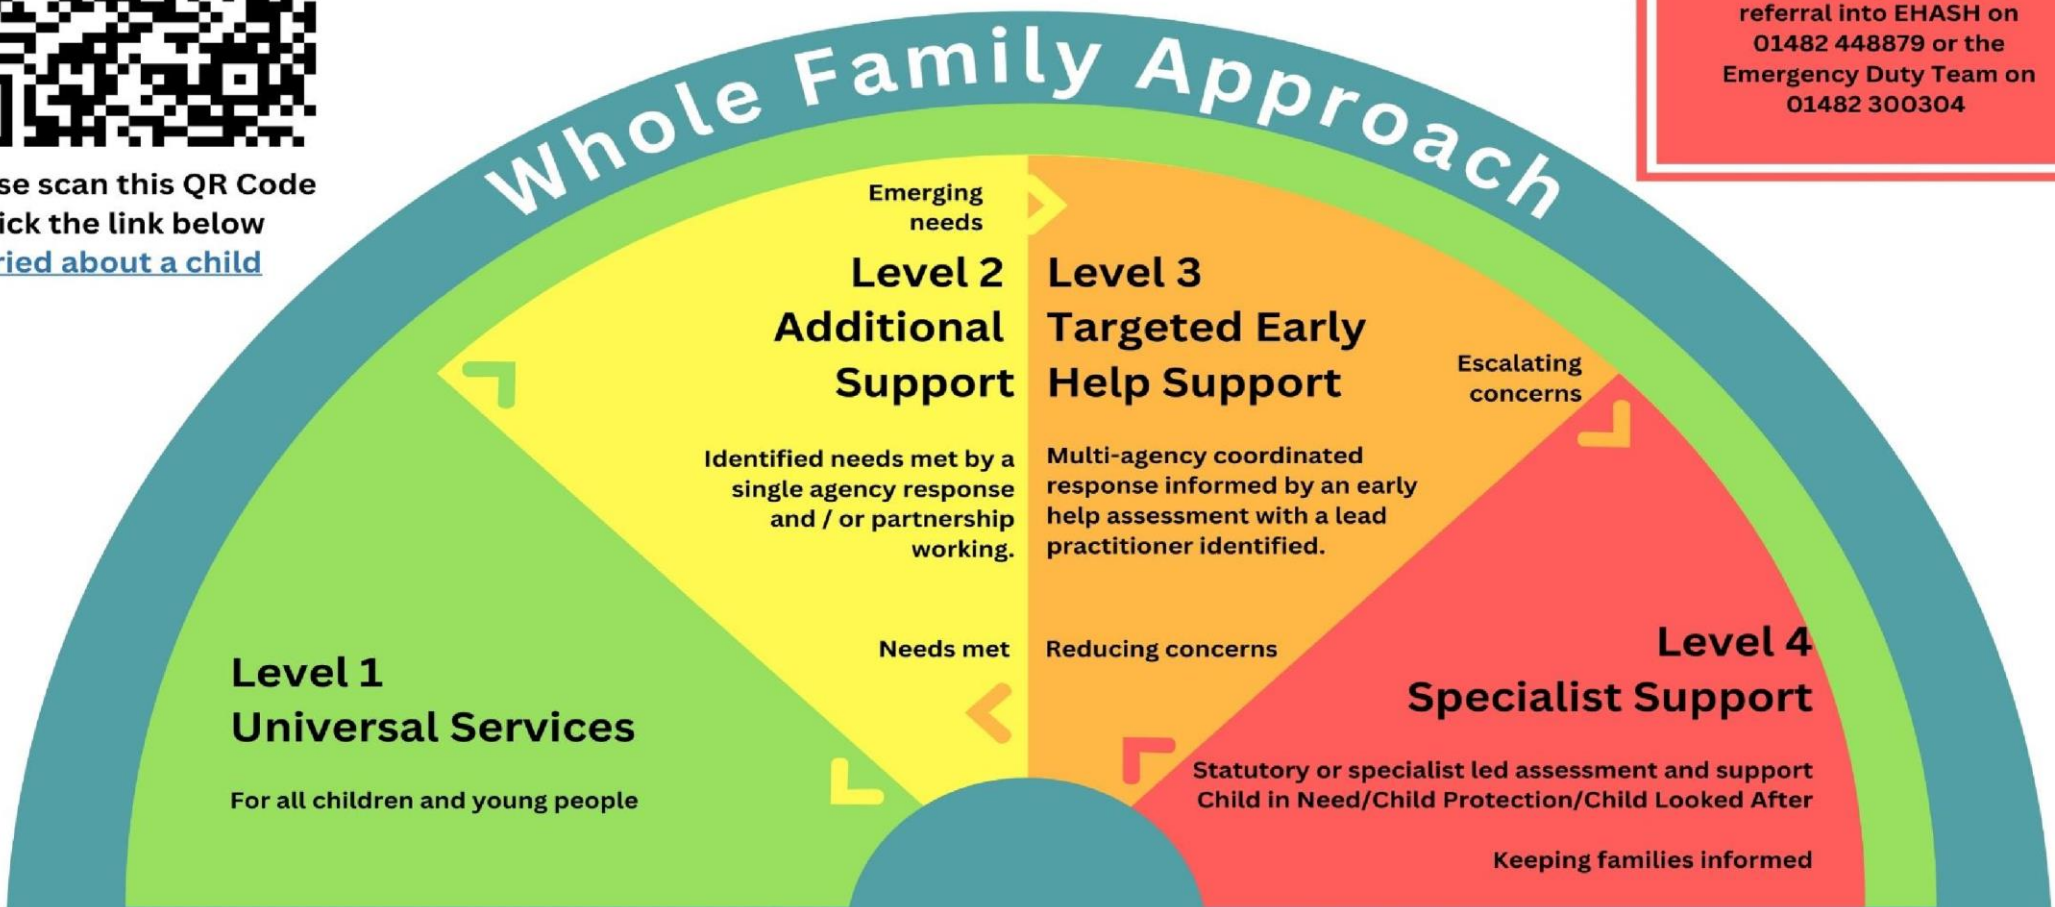 referral into EHASH on
01482 448879 or the
Emergency Duty Team on
01482 300304
scan this QR Code
the link below
about a child
Whole Family Approach
Emerging
needs
Level 2
Additional
Support
Identified needs met by a
single agency response
and / or partnership
working.
Needs met
Level 3
Targeted Early
Help Support
Escalating
concerns
Multi-agency coordinated
response informed by an early
help assessment with a lead
practitioner identified.
Reducing concerns
Level 1
Universal Services
For all children and young people
Level 4
Specialist Support
Statutory or specialist led assessment and support
Child in Need/Child Protection/Child Looked After
Keeping families informed